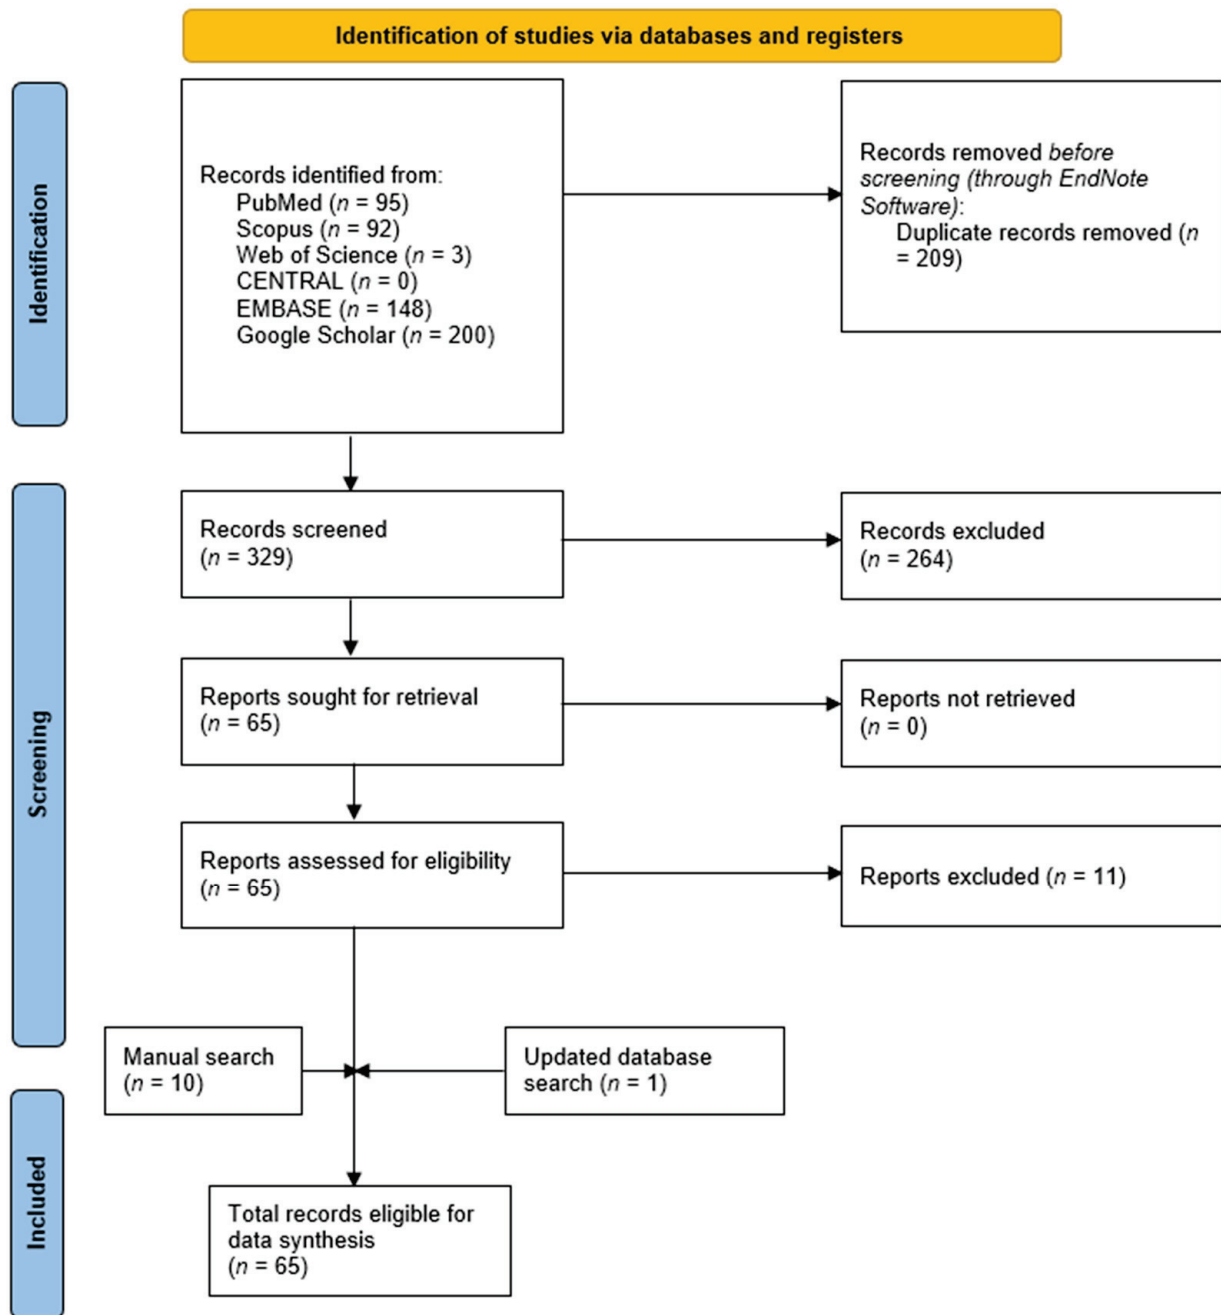 Identification of studies via databases and registers
Identification
Records identified from:
PubMed (n = 95)
Scopus (n = 92)
Web of Science (n = 3)
CENTRAL (n = 0)
EMBASE (n = 148)
Google Scholar (n = 200)
Records removed before
screening (through EndNote
Software):
Duplicate records removed (n
= 209)
Screening
Records screened
(n = 329)
Records excluded
(n = 264)
Reports sought for retrieval
(n = 65)
Reports not retrieved
(n = 0)
Reports assessed for eligibility
(n = 65)
Reports excluded (n = 11)
Manual search
(n = 10)
Updated database
search (n = 1)
Included
Total records eligible for
data synthesis
(n = 65)